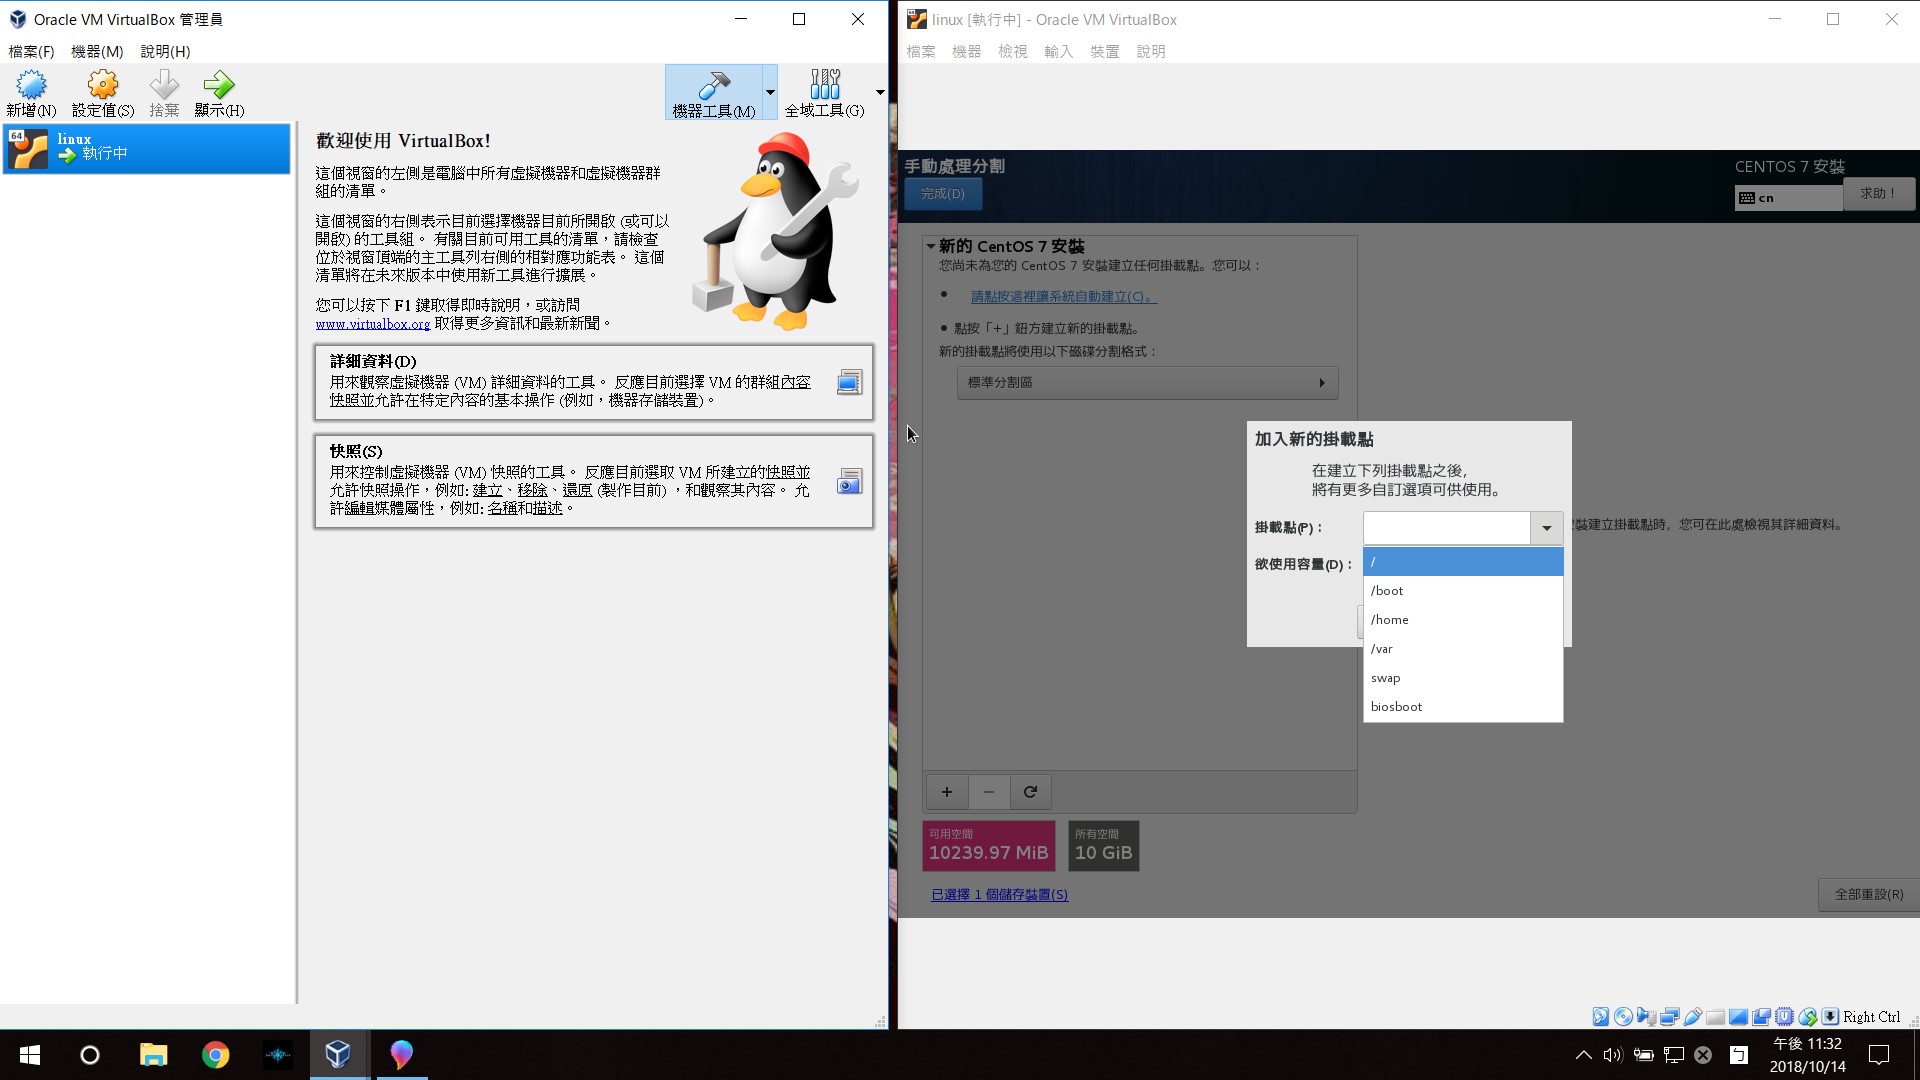 Oracle VM VirtualBox 管理員
檔案(F) 機器(M) 說明(H)
新增(N) 設定值(S) 捨棄 顯示(H)
機器工具(M) 全域工具(G)
64
linux
執行中
歡迎使用 VirtualBox!
這個視窗的左側是電腦中所有虛擬機器和虛擬機器群
組的清單。
這個視窗的右側表示目前選擇機器目前所開啟 (或可以
開啟) 的工具組。 有關目前可用工具的清單，請檢查
位於視窗頂端的主工具列右側的相對應功能表。 這個
清單將在未來版本中使用新工具進行擴展。
您可以按下 F1 鍵取得即時說明，或訪問
www.virtualbox.org 取得更多資訊和最新新聞。
詳細資料(D)
用來觀察虛擬機器 (VM) 詳細資料的工具。 反應目前選擇 VM 的群組內容
快照並允許在特定內容的基本操作 (例如，機器存儲裝置)。
快照(S)
用來控制虛擬機器 (VM) 快照的工具。 反應目前選取 VM 所建立的快照並
允許快照操作，例如: 建立、移除、還原 (製作目前) ，和觀察其內容。 允
許編輯媒體屬性，例如: 名稱和描述。
linux [執行中] - Oracle VM VirtualBox
檔案 機器 檢視 輸入 裝置 說明
手動處理分割
完成(D)
CENTOS 7 安裝
cn
求助！
新的 CentOS 7 安裝
您尚未為您的 CentOS 7 安裝建立任何掛載點。您可以：
• 請點按這裡讓系統自動建立(C)。
• 點按「+」鈕方建立新的掛載點。
新的掛載點將使用以下磁碟分割格式：
標準分割區
加入新的掛載點
在建立下列掛載點之後，
將有更多自訂選項可供使用。
掛載點(P)：
欲使用容量(D)：
/
/boot
/home
/var
swap
biosboot
裝建立掛載點時，您可在此處檢視其詳細資料。
+ −
可用空間
10239.97 MiB
所有空間
10 GiB
已選擇 1 個儲存裝置(S)
全部重設(R)
Right Ctrl
ㄅ
午後 11:32
2018/10/14